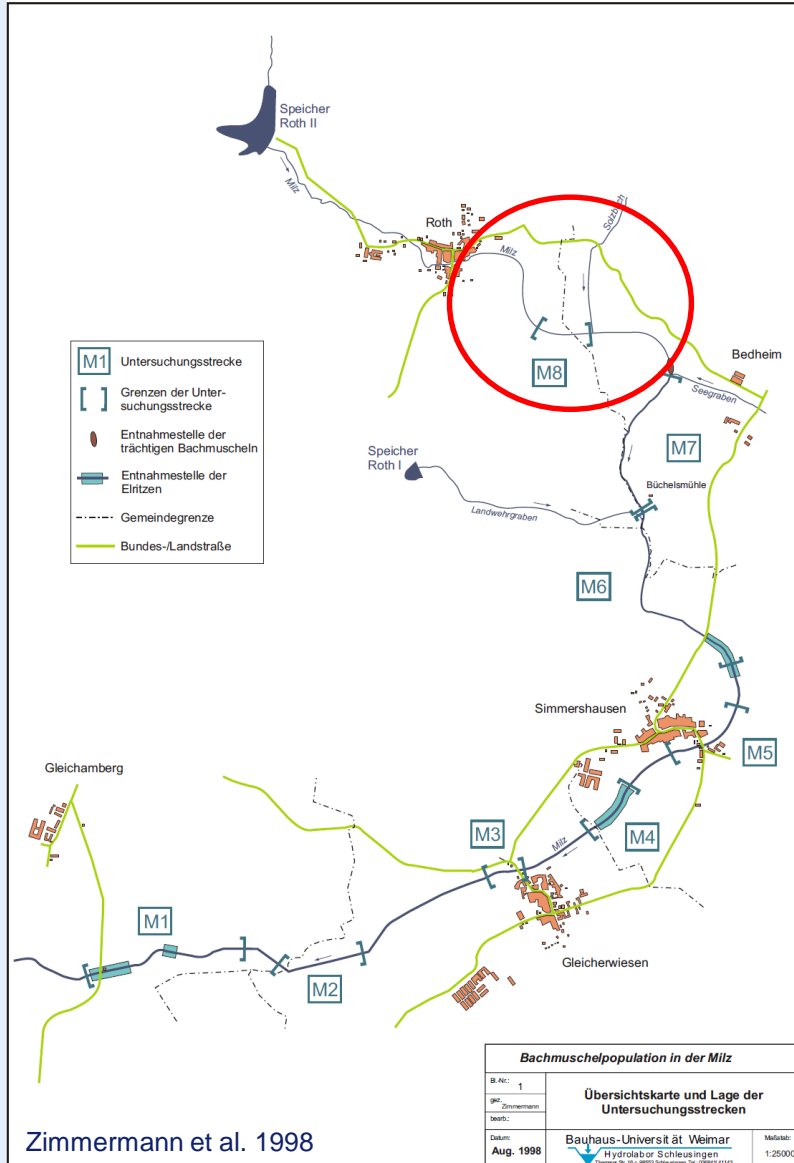 Speicher
Roth II
Milz
Roth
Milz
Solzbach
M8
Bedheim
Seegraben
M1 Untersuchungsstrecke
Grenzen der Unter-
suchungsstrecke
Entnahmestelle der
trächtigen Bachmuscheln
Entnahmestelle der
Elritzen
Gemeindegrenze
Bundes-/Landstraße
M7
Speicher
Roth I
Büchelsmühle
Landwehrgraben
M6
Simmershausen
M5
Gleichamberg
M3
Milz
M4
M1
Gleicherwiesen
M2
Bachmuschelpopulation in der Milz
Bl.-Nr.: 1
gez.: Zimmermann
bearb.:
Übersichtskarte und Lage der
Untersuchungsstrecken
Datum:
Aug. 1998
Bauhaus-Universität Weimar
Hydrolabor Schleusingen
Maßstab:
1:25000
Zimmermann et al. 1998